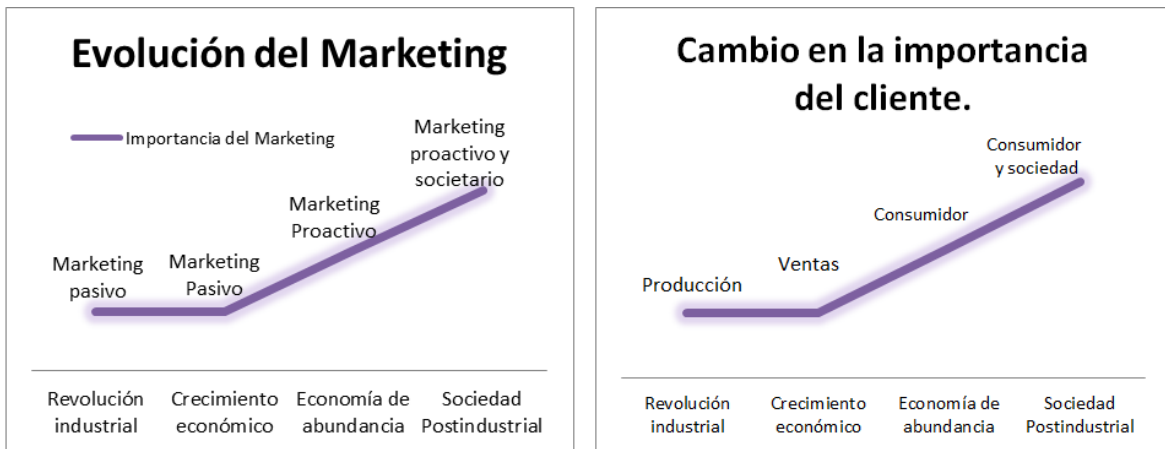 Evolución del Marketing
Importancia del Marketing
Marketing
proactivo y
societario
Marketing
Proactivo
Marketing
pasivo
Marketing
Pasivo
Revolución
industrial
Crecimiento
económico
Economía de
abundancia
Sociedad
Postindustrial
Cambio en la importancia
del cliente.
Consumidor
y sociedad
Consumidor
Ventas
Producción
Revolución
industrial
Crecimiento
económico
Economía de
abundancia
Sociedad
Postindustrial